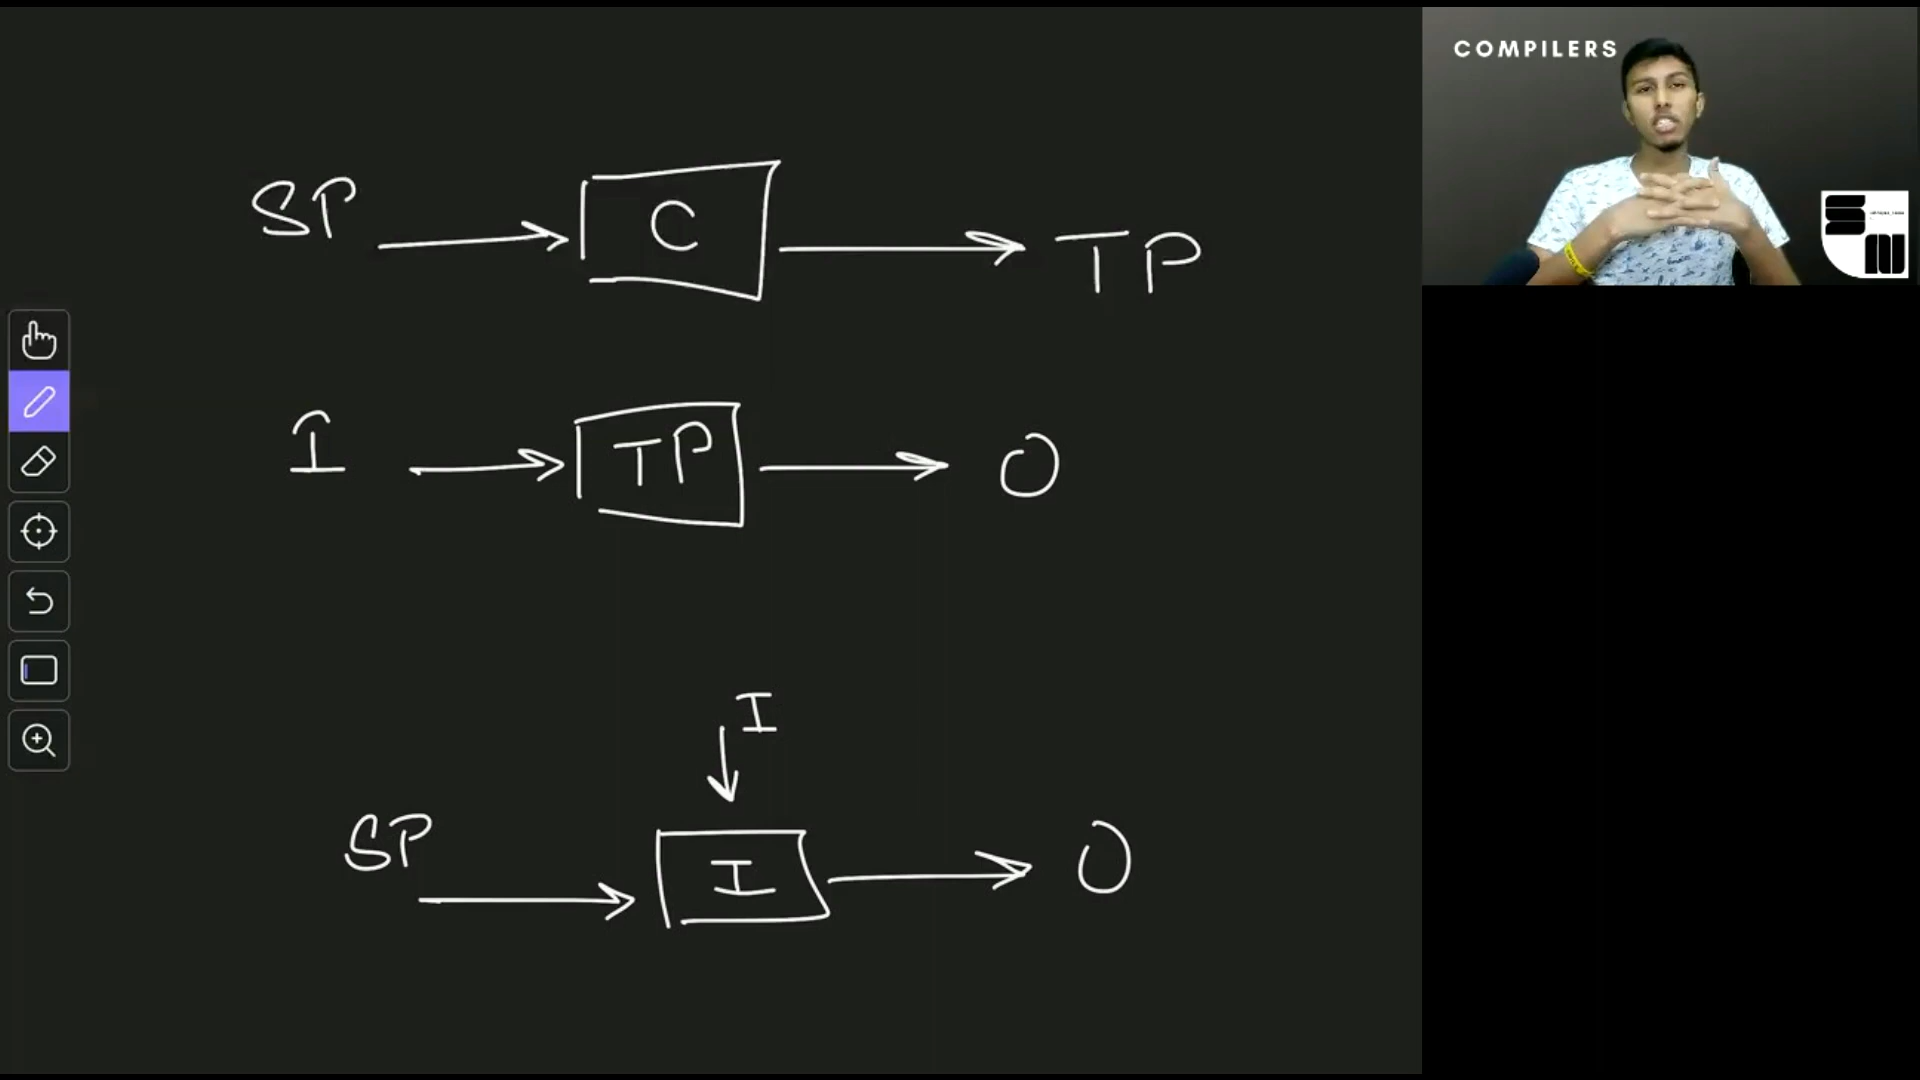 COMPILERS
SP C TP
I TP O
I
SP I O